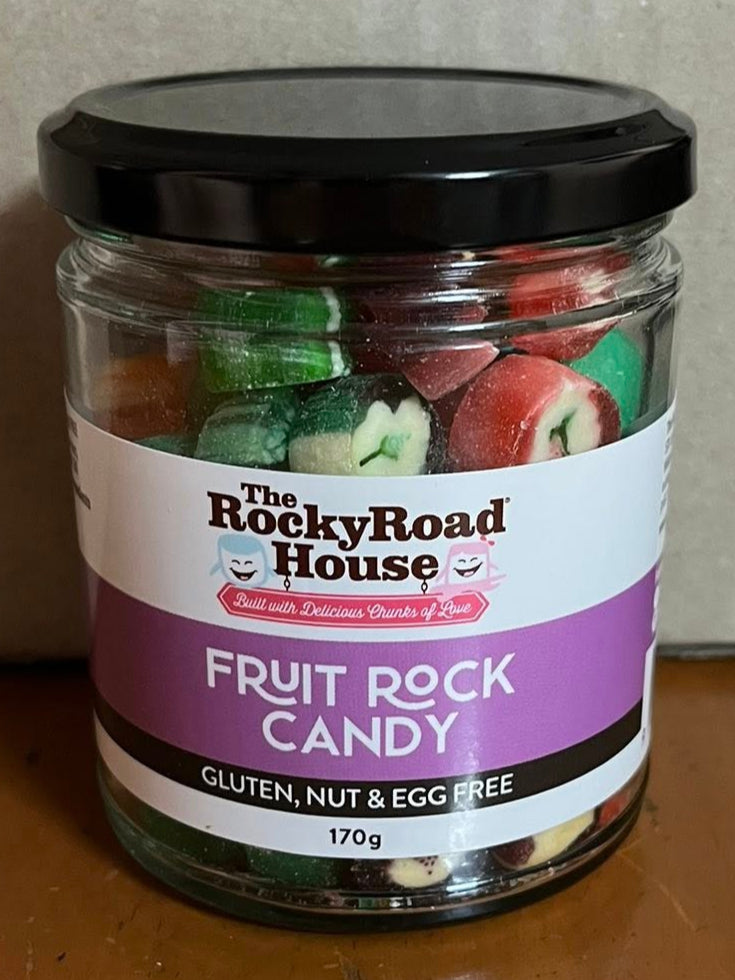 The
RockyRoad
House
Built with Delicious Chunks of Love
FRUIT ROCK
CANDY
GLUTEN, NUT & EGG FREE
170g